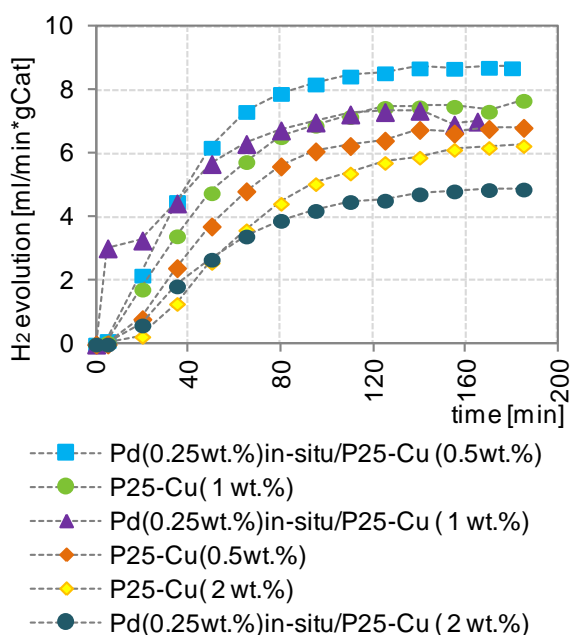 H2 evolution [ml/min*gCat]
10
8
6
4
2
0
0
40
80
120
160
200
time [min]
Pd(0.25wt.%)in-situ/P25-Cu (0.5wt.%)
P25-Cu( 1 wt.%)
Pd(0.25wt.%)in-situ/P25-Cu ( 1 wt.%)
P25-Cu(0.5wt.%)
P25-Cu( 2 wt.%)
Pd(0.25wt.%)in-situ/P25-Cu ( 2 wt.%)